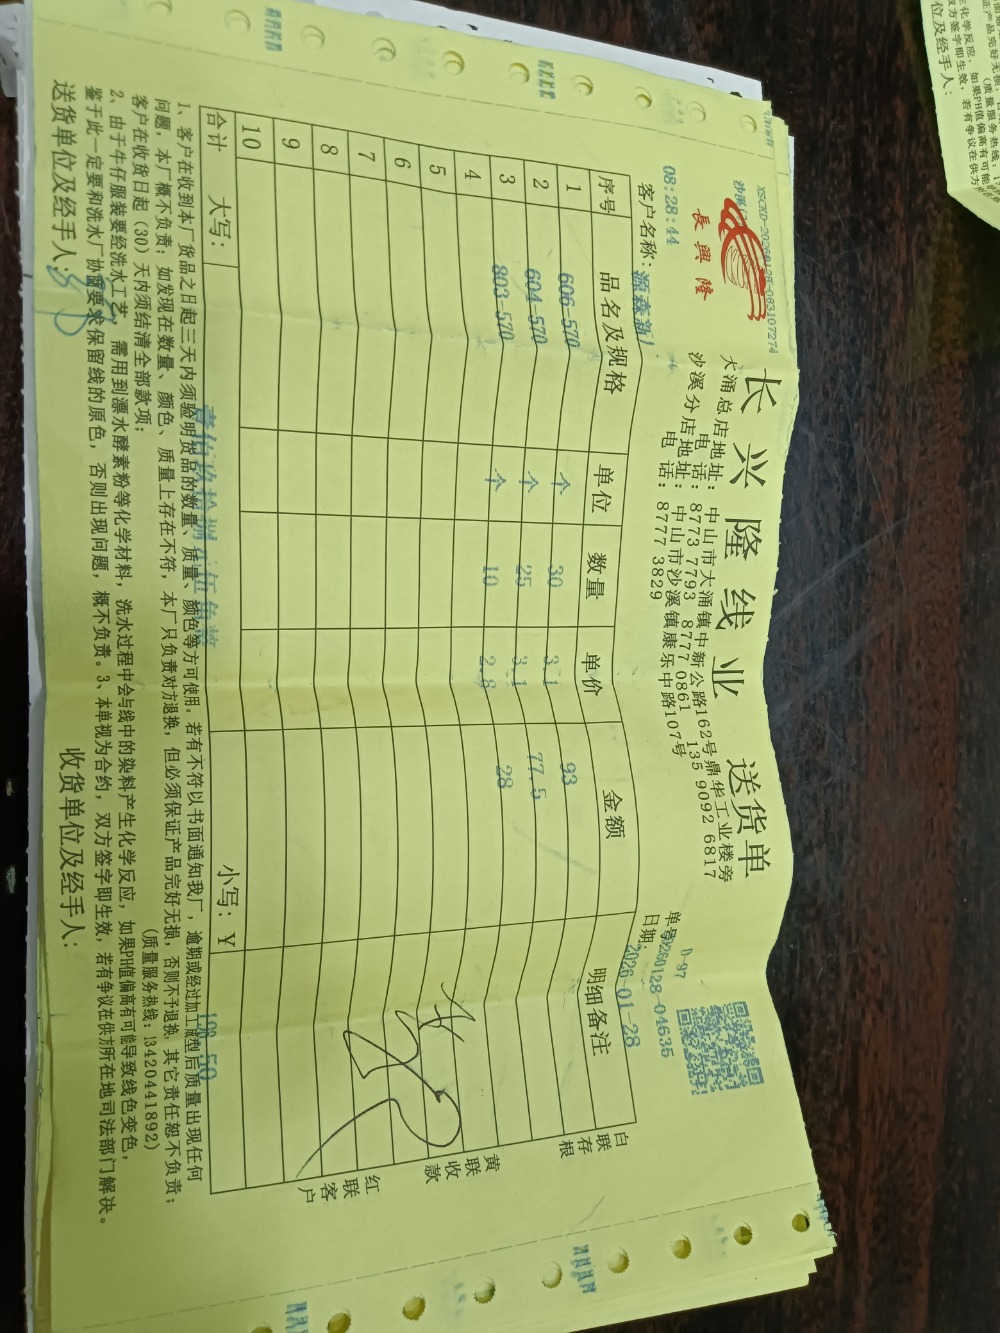 長興隆
长兴隆线业 送货单
大涌总店地址：中山市大涌镇中新公路162号鼎华工业楼旁
电 话：8773 7793 8777 0861 135 9092 6817
沙溪分店地址：中山市沙溪镇康乐中路107号
电 话：8777 3829
D-97
单号
日期：2026-01-28
08:28:44
客户名称：源森新
序号 品名及规格 单位 数量 单价 金额 明细备注
1 606-570 个 30 3.1 93
2 604-570 个 25 3.1 77.5
3 803-570 个 10 2.8 28
4
5
6
7
8
9
10
合计 大写： 小写：￥ 198.50
白联存根
黄联收款
红联客户
1、客户在收到本厂货品之日起三天内须验明货品的数量、质量、颜色等方可使用。若有不符以书面通知我厂，逾期或经过加工成型后质量出现任何
问题，本厂概不负责；如发现在数量、颜色、质量上存在不符，本厂只负责对方退换，但必须保证产品完好无损，否则不予退换，其它责任恕不负责；
客户在收货日起（30）天内须结清全部款项； （质量服务热线：13420441892）
2、由于牛仔服装要经洗水工艺，需用到漂水酵素粉等化学材料，洗水过程中会与线中的染料产生化学反应，如果PH值偏高有可能导致线色变色，
鉴于此一定要和洗水厂协商要求保留线的原色，否则出现问题，概不负责。3、本单视为合约，双方签字即生效，若有争议在供方所在地司法部门解决。
送货单位及经手人： 收货单位及经手人：